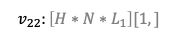 v₂₂: [H * N * L₁][1,]